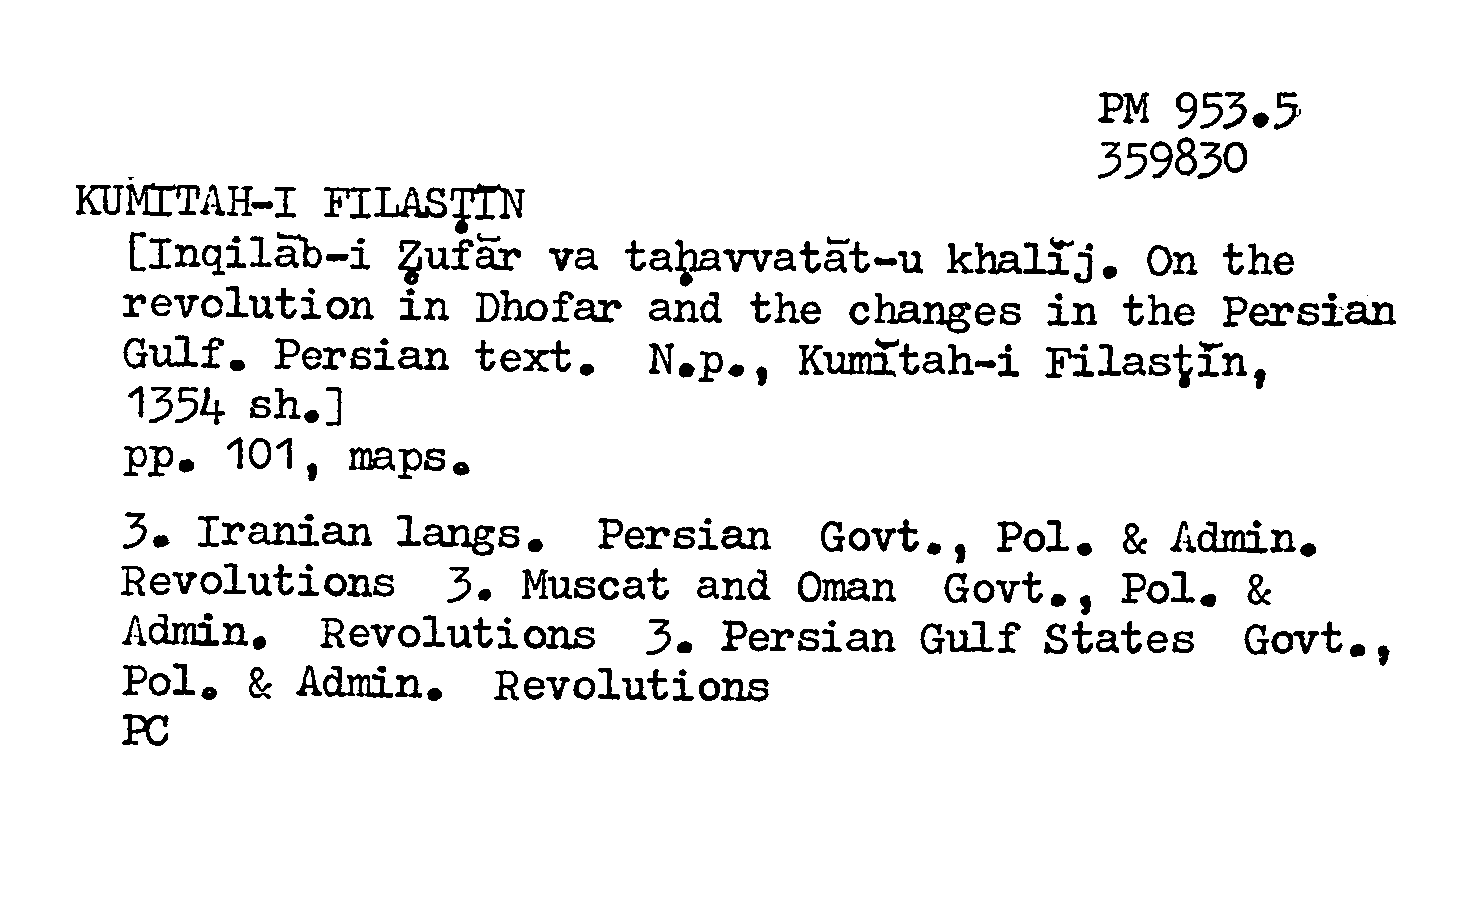 PM 953.5
359830
KUMITAH-I FILASṬĪN
[Inqilāb-i Ẓufār va taḥavvatāt-u khalīj. On the
revolution in Dhofar and the changes in the Persian
Gulf. Persian text. N.p., Kumītah-i Filasṭīn,
1354 sh.]
pp. 101, maps.
3. Iranian langs. Persian Govt., Pol. & Admin.
Revolutions 3. Muscat and Oman Govt., Pol. &
Admin. Revolutions 3. Persian Gulf States Govt.,
Pol. & Admin. Revolutions
PC